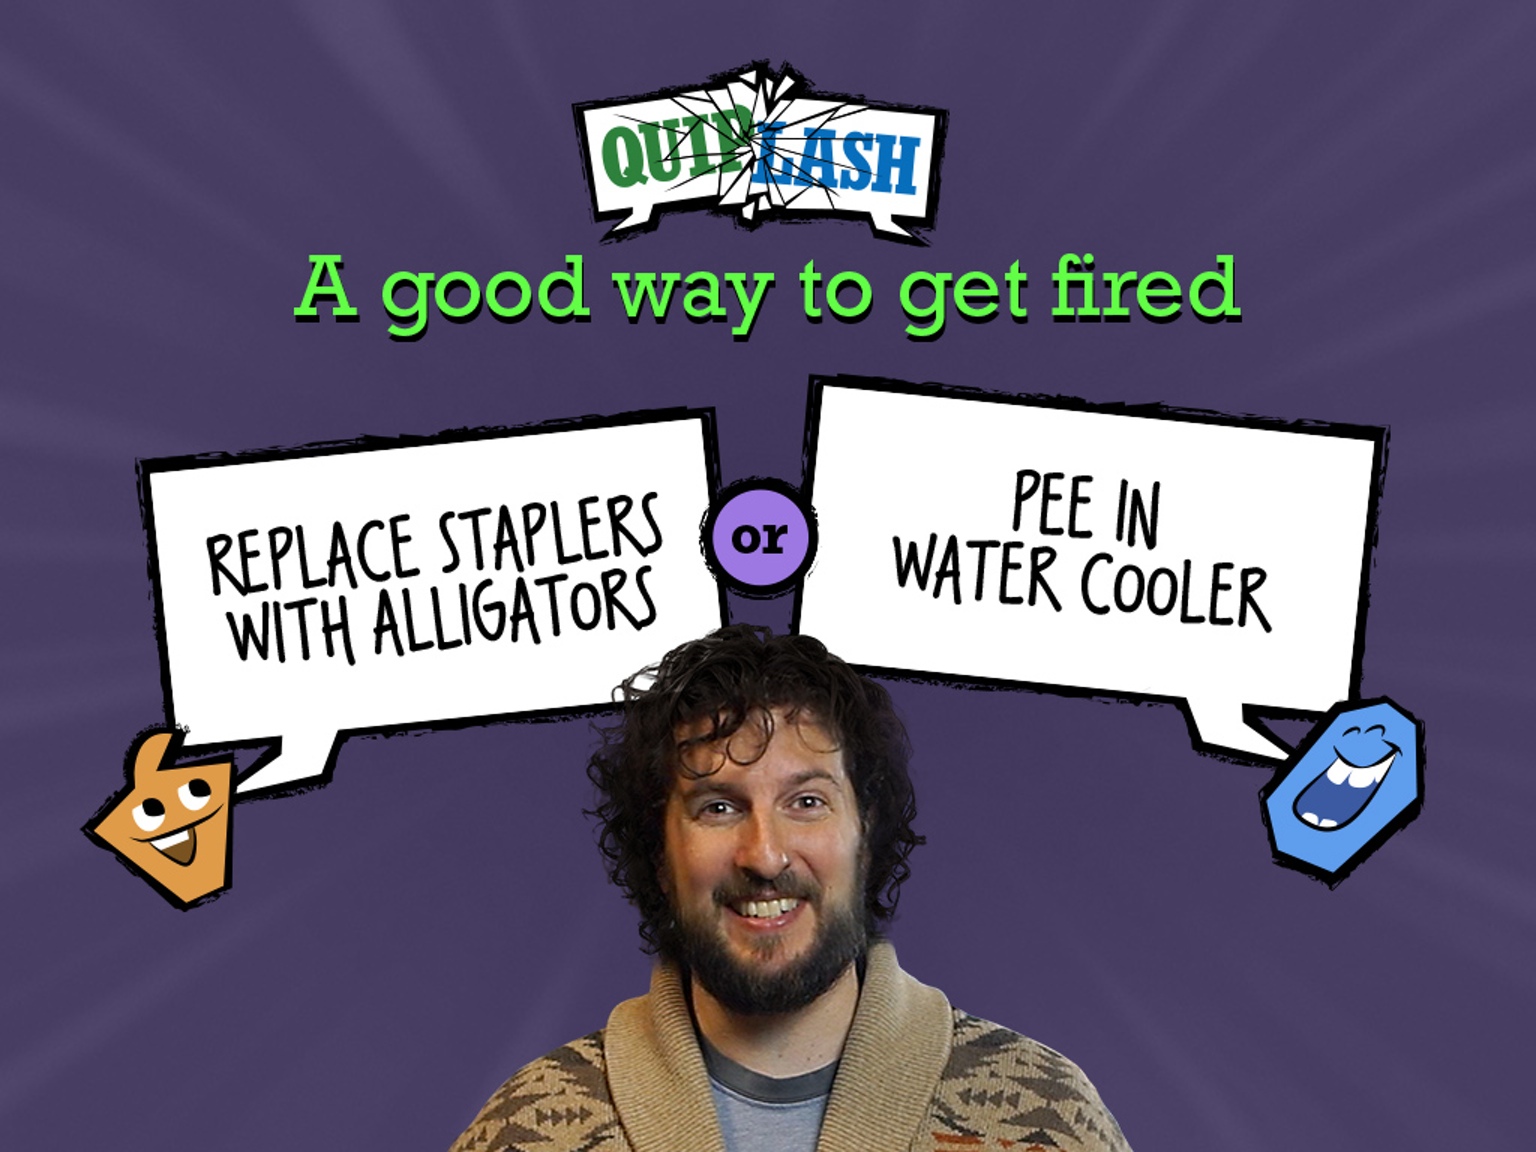 QUIPLASH
A good way to get fired
REPLACE STAPLERS
WITH ALLIGATORS
or
PEE IN
WATER COOLER